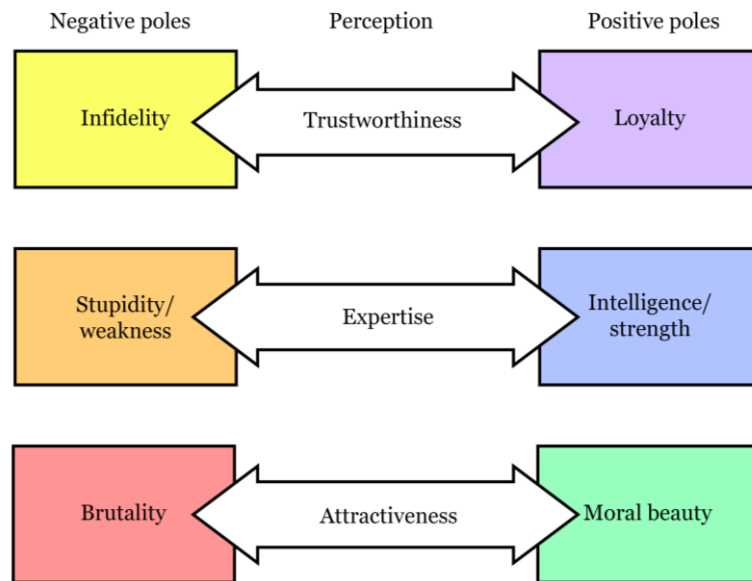 Negative poles Perception Positive poles
Infidelity Trustworthiness Loyalty
Stupidity/
weakness
Expertise
Intelligence/
strength
Brutality Attractiveness Moral beauty